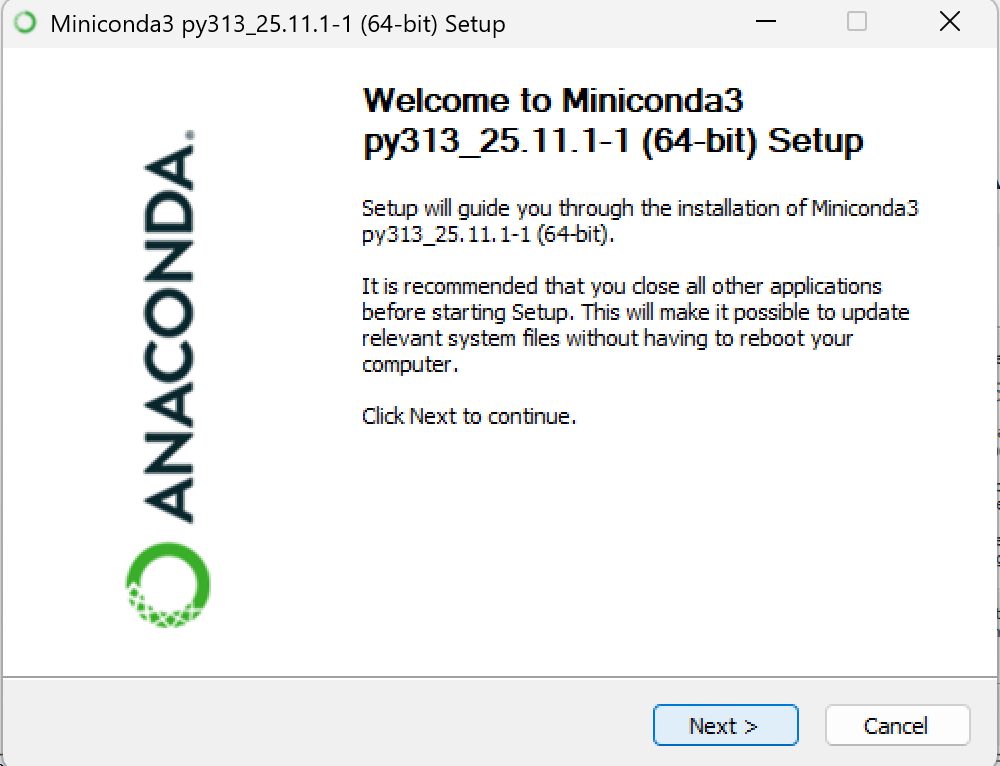 Miniconda3 py313_25.11.1-1 (64-bit) Setup
Welcome to Miniconda3
py313_25.11.1-1 (64-bit) Setup
Setup will guide you through the installation of Miniconda3
py313_25.11.1-1 (64-bit).
It is recommended that you close all other applications
before starting Setup. This will make it possible to update
relevant system files without having to reboot your
computer.
Click Next to continue.
ANACONDA.
Next >
Cancel